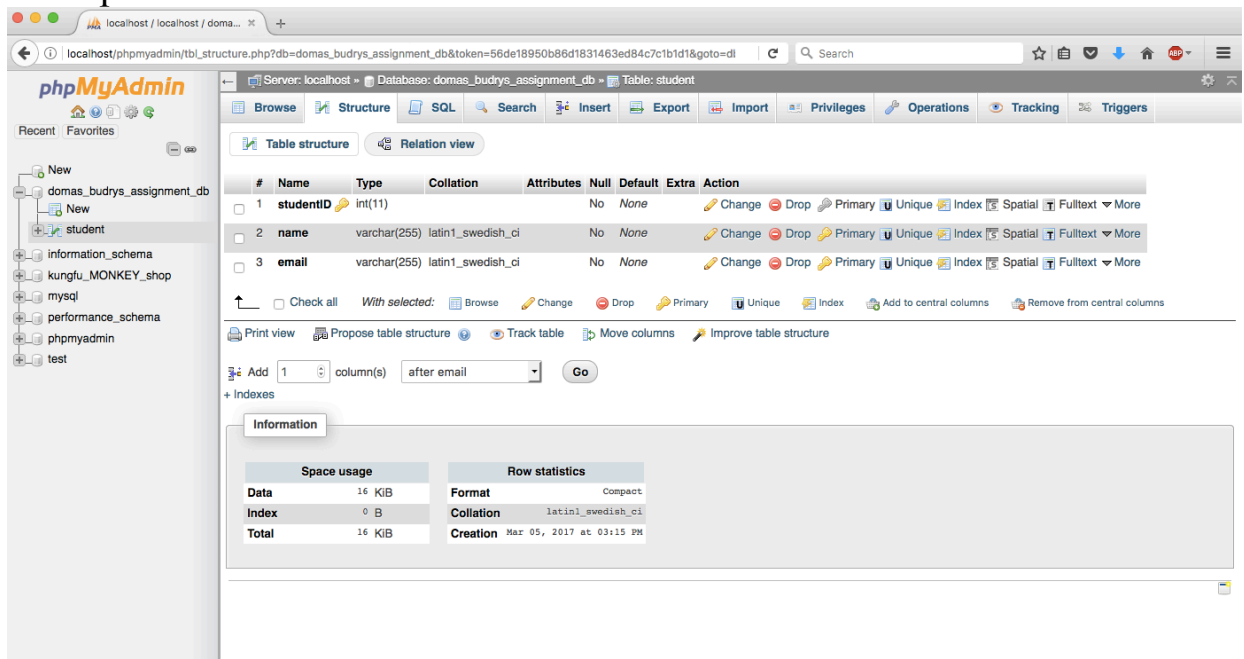 localhost / localhost / doma... × +
localhost/phpmyadmin/tbl_structure.php?db=domas_budrys_assignment_db&token=56de18950b86d1831463ed84c7c1b1d1&goto=dl Search ABP
phpMyAdmin
Recent Favorites
New
domas_budrys_assignment_db
New
student
information_schema
kungfu_MONKEY_shop
mysql
performance_schema
phpmyadmin
test
Server: localhost » Database: domas_budrys_assignment_db » Table: student
Browse Structure SQL Search Insert Export Import Privileges Operations Tracking Triggers
Table structure Relation view
# Name Type Collation Attributes Null Default Extra Action
1 studentID int(11) No None Change Drop Primary Unique Index Spatial Fulltext More
2 name varchar(255) latin1_swedish_ci No None Change Drop Primary Unique Index Spatial Fulltext More
3 email varchar(255) latin1_swedish_ci No None Change Drop Primary Unique Index Spatial Fulltext More
Check all With selected: Browse Change Drop Primary Unique Index Add to central columns Remove from central columns
Print view Propose table structure Track table Move columns Improve table structure
Add 1 column(s) after email Go
+ Indexes
Information
Space usage
Data 16 KiB
Index 0 B
Total 16 KiB
Row statistics
Format Compact
Collation latin1_swedish_ci
Creation Mar 05, 2017 at 03:15 PM